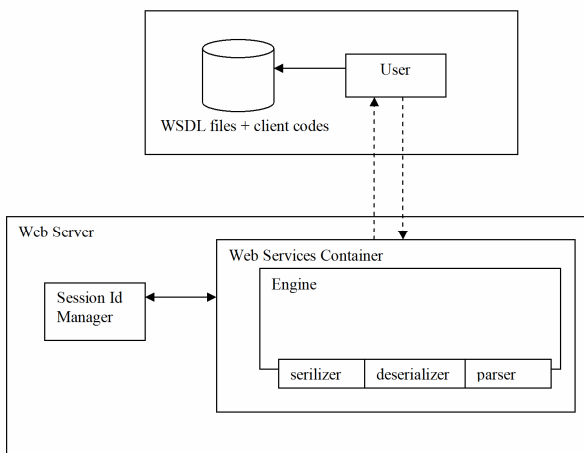 User
WSDL files + client codes
Web Server
Web Services Container
Engine
Session Id
Manager
serilizer
deserializer
parser